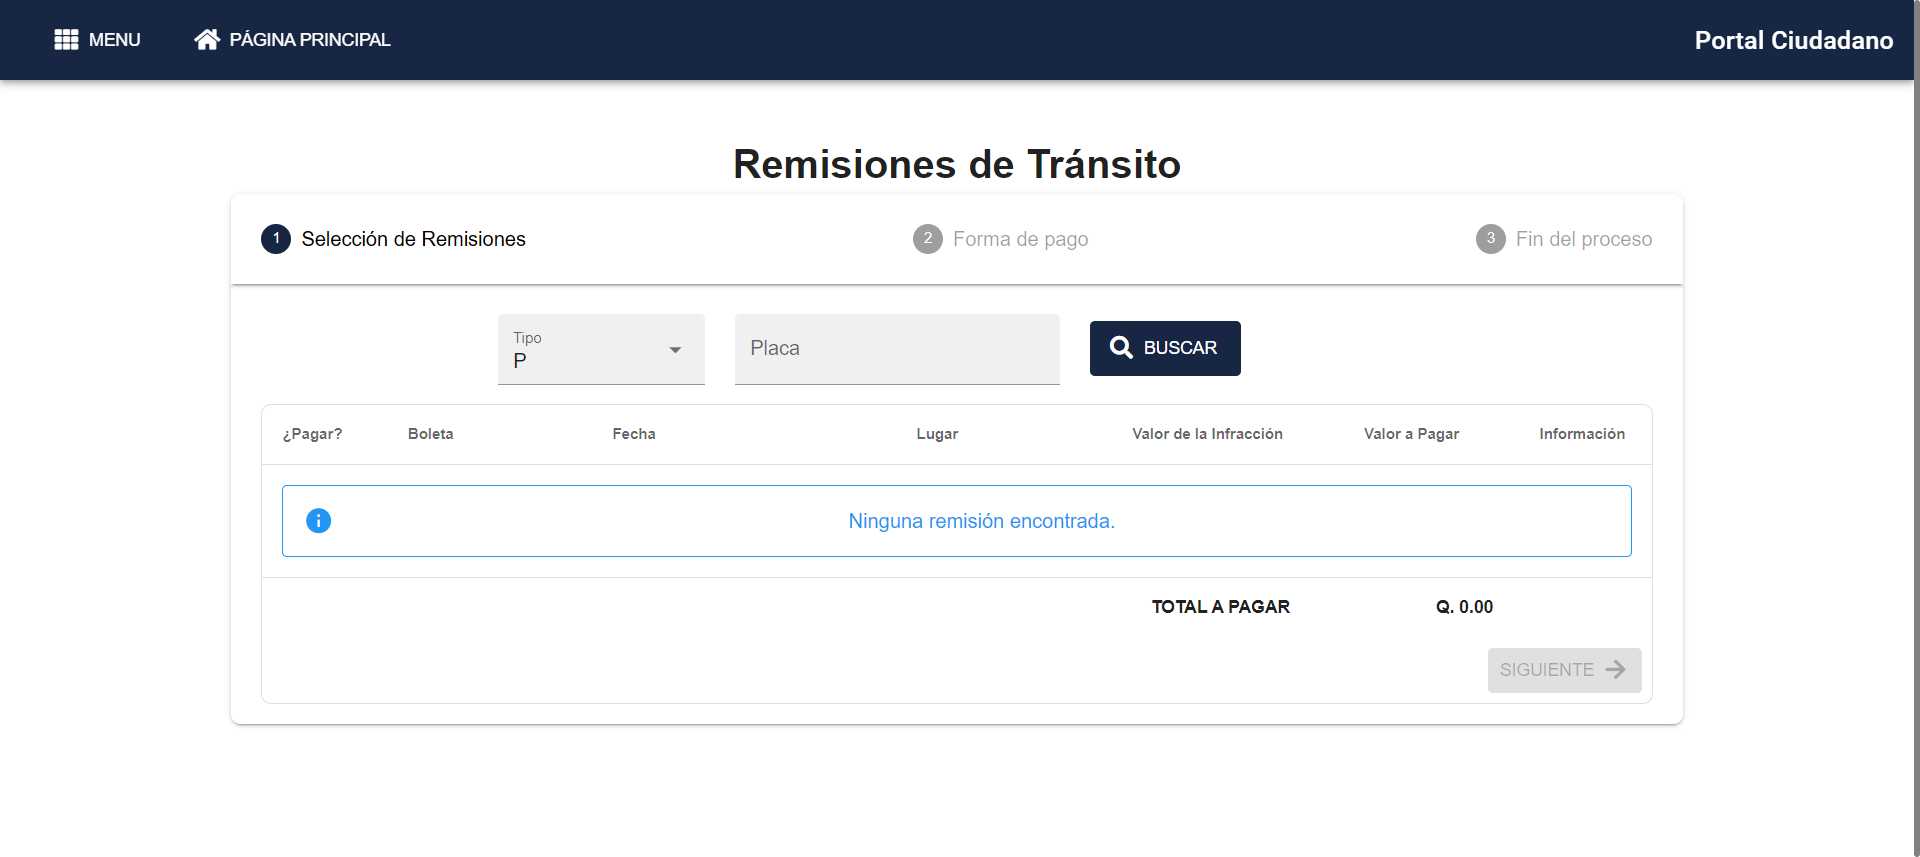 MENU
PÁGINA PRINCIPAL
Portal Ciudadano
Remisiones de Tránsito
1 Selección de Remisiones
2 Forma de pago
3 Fin del proceso
Tipo
P
Placa
BUSCAR
¿Pagar? Boleta Fecha Lugar Valor de la Infracción Valor a Pagar Información
Ninguna remisión encontrada.
TOTAL A PAGAR Q. 0.00
SIGUIENTE